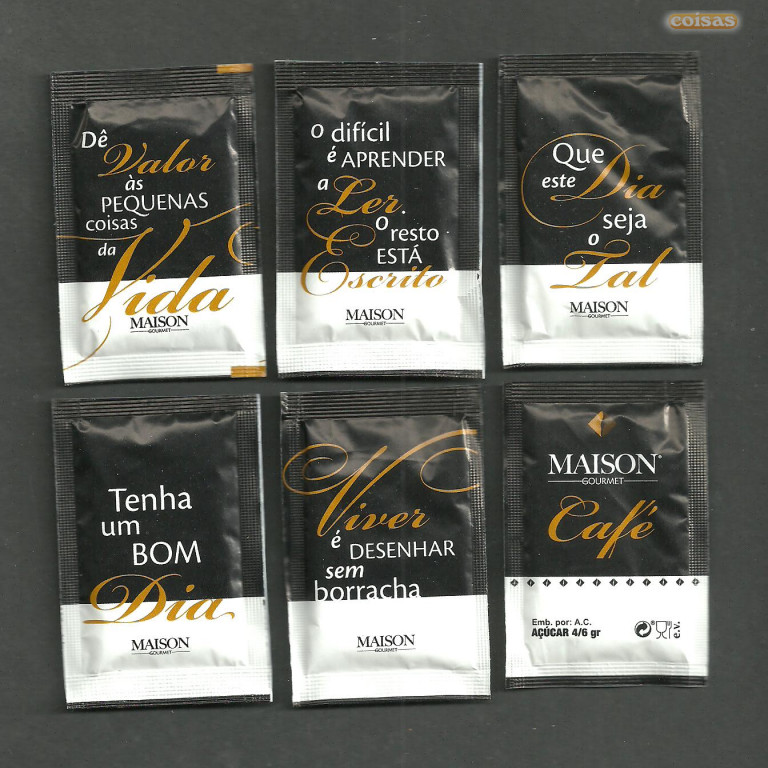 coisas
Dê
Valor
às
PEQUENAS
coisas
da
Vida
MAISON
GOURMET
O difícil
é APRENDER
a
Ler.
O resto
ESTÁ
Escrito
MAISON
GOURMET
Que
este Dia
seja
o
Tal
MAISON
GOURMET
Tenha
um
BOM
Dia
MAISON
GOURMET
Viver
é DESENHAR
sem
borracha
MAISON
GOURMET
MAISON®
GOURMET
Café
Emb. por: A.C.
AÇÚCAR 4/6 gr
e.v.